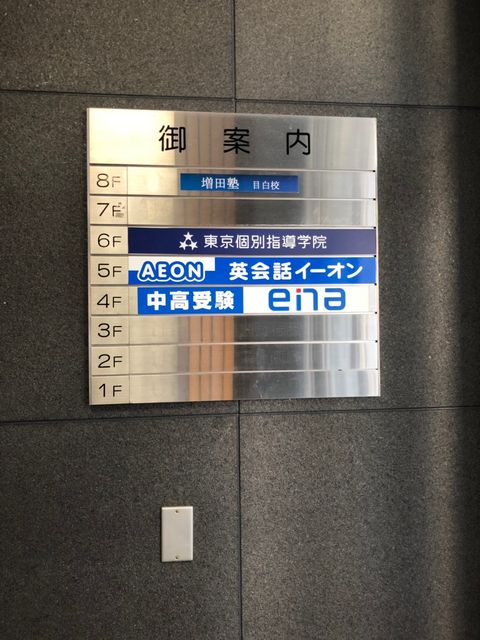 御案内
8F 増田塾 目白校
7F
6F 東京個別指導学院
5F AEON 英会話イーオン
4F 中高受験 ena
3F
2F
1F